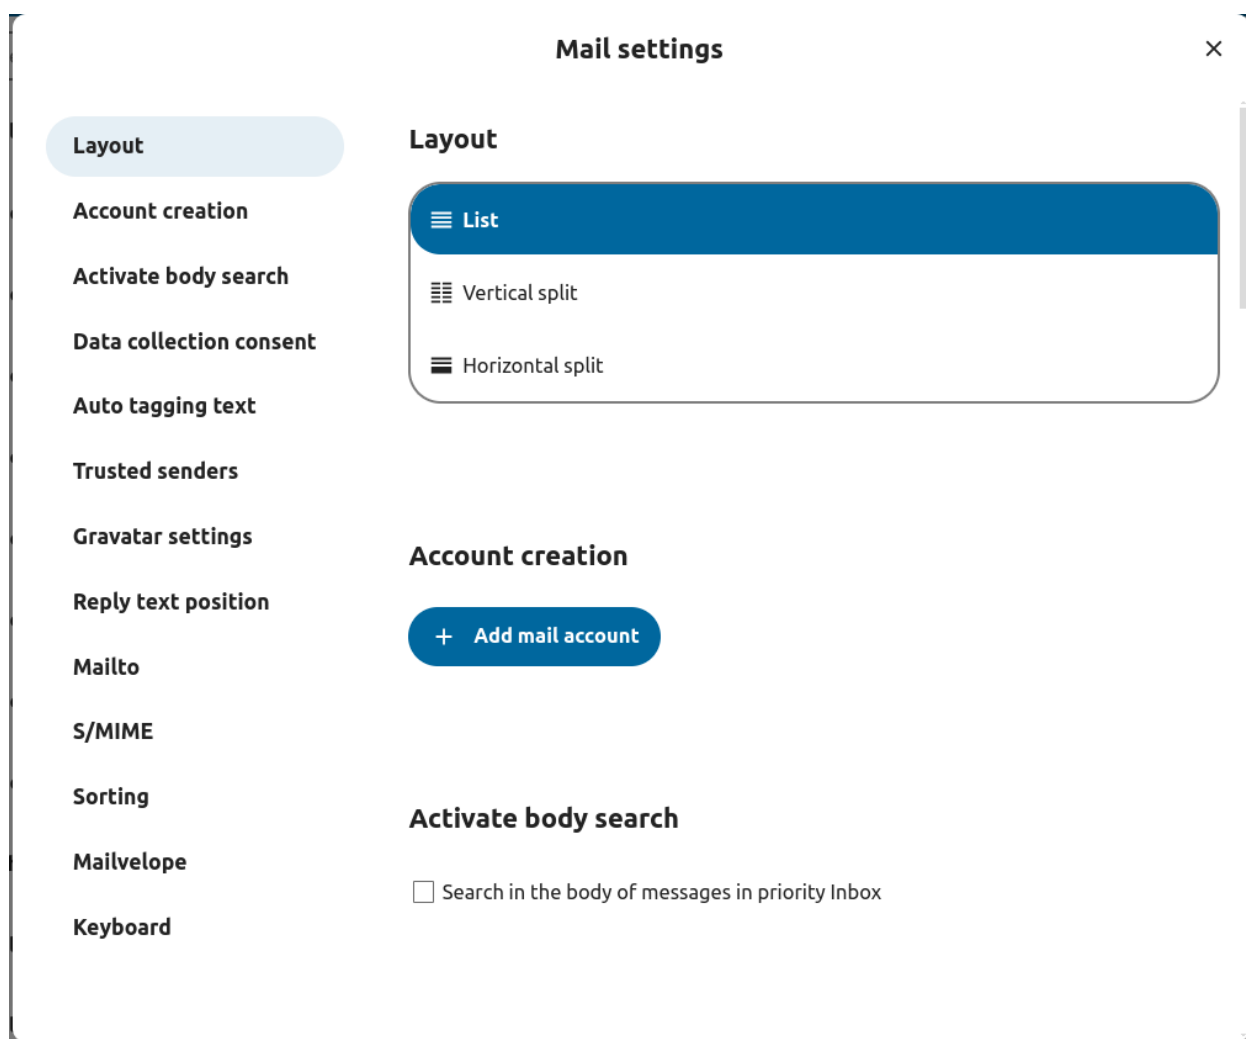 Mail settings
Layout
Account creation
Activate body search
Data collection consent
Auto tagging text
Trusted senders
Gravatar settings
Reply text position
Mailto
S/MIME
Sorting
Mailvelope
Keyboard
Layout
List
Vertical split
Horizontal split
Account creation
+ Add mail account
Activate body search
Search in the body of messages in priority Inbox